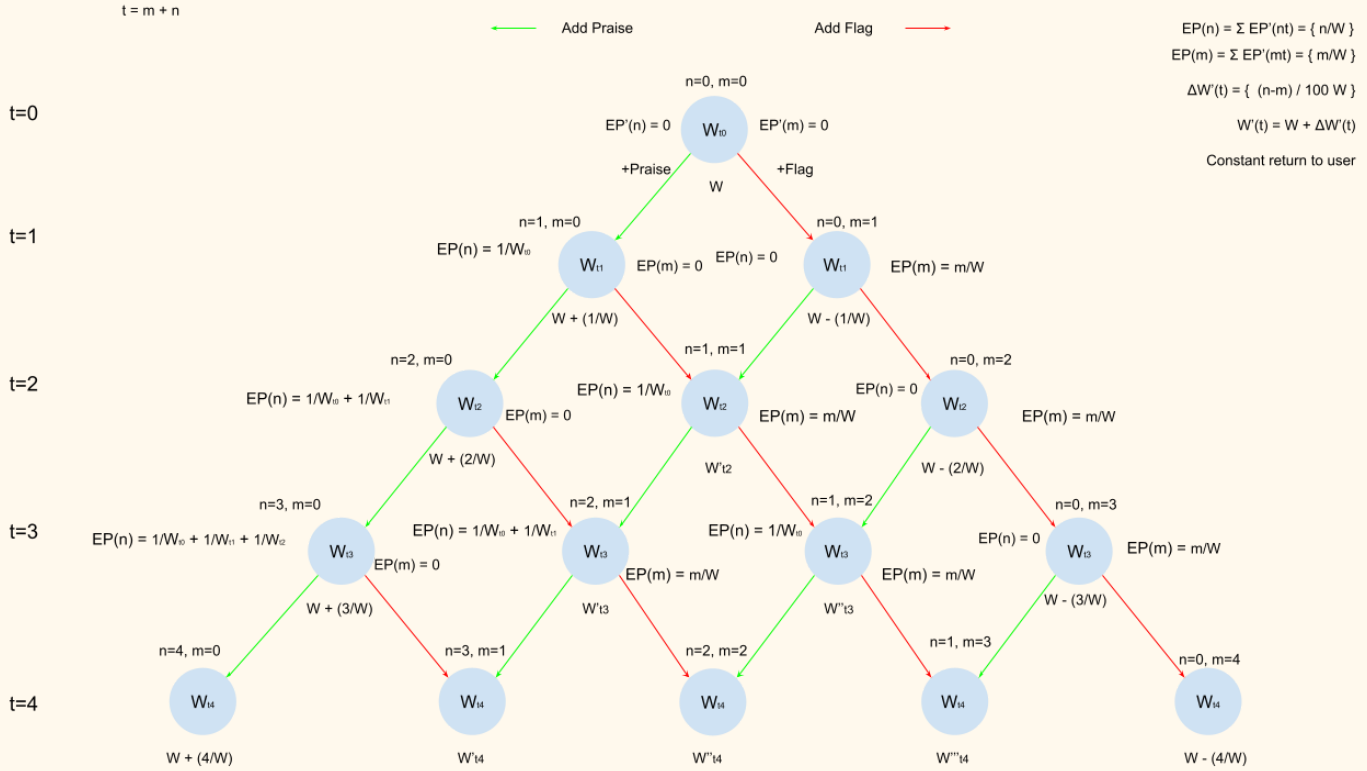 t = m + n
Add Praise
Add Flag
EP(n) = Σ EP'(nt) = { n/W }
EP(m) = Σ EP'(mt) = { m/W }
ΔW'(t) = { (n-m) / 100 W }
W'(t) = W + ΔW'(t)
Constant return to user
t=0
n=0, m=0
EP'(n) = 0
Wt0
EP'(m) = 0
+Praise
+Flag
W
t=1
n=1, m=0
n=0, m=1
EP(n) = 1/Wt0
Wt1
EP(m) = 0
EP(n) = 0
Wt1
EP(m) = m/W
W + (1/W)
W - (1/W)
t=2
n=2, m=0
n=1, m=1
n=0, m=2
EP(n) = 1/Wt0 + 1/Wt1
Wt2
EP(m) = 0
EP(n) = 1/Wt0
Wt2
EP(m) = m/W
EP(n) = 0
Wt2
EP(m) = m/W
W + (2/W)
W't2
W - (2/W)
t=3
n=3, m=0
n=2, m=1
n=1, m=2
n=0, m=3
EP(n) = 1/Wt0 + 1/Wt1 + 1/Wt2
Wt3
EP(m) = 0
EP(n) = 1/Wt0 + 1/Wt1
Wt3
EP(m) = m/W
EP(n) = 1/Wt0
Wt3
EP(m) = m/W
EP(n) = 0
Wt3
EP(m) = m/W
W + (3/W)
W't3
W''t3
W - (3/W)
t=4
n=4, m=0
n=3, m=1
n=2, m=2
n=1, m=3
n=0, m=4
Wt4
Wt4
Wt4
Wt4
Wt4
W + (4/W)
W't4
W''t4
W'''t4
W - (4/W)